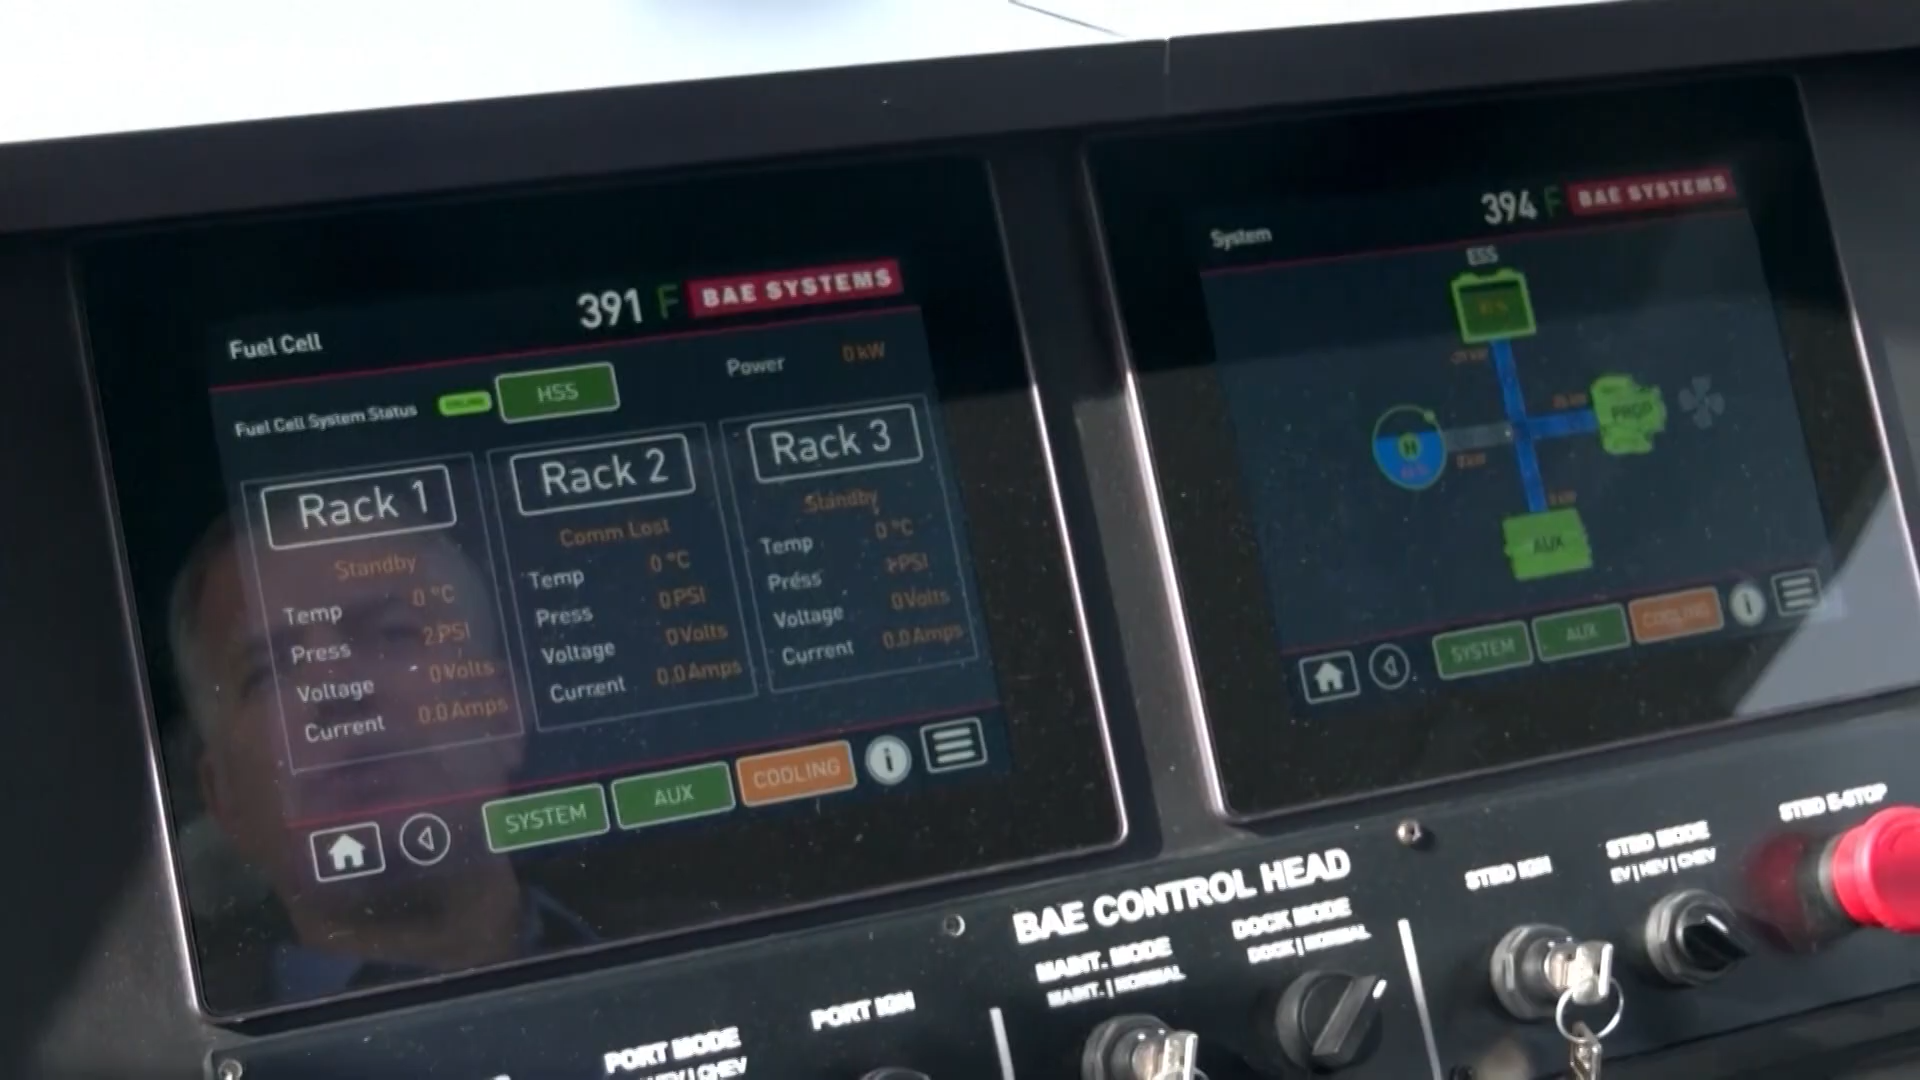 391 F BAE SYSTEMS
Fuel Cell
Fuel Cell System Status
HSS
Power 0 kW
Rack 1
Standby
Temp 0 °C
Press 2 PSI
Voltage 0 Volts
Current 0.0 Amps
Rack 2
Comm Lost
Temp 0 °C
Press 0 PSI
Voltage 0 Volts
Current 0.0 Amps
Rack 3
Standby
Temp 0 °C
Press PSI
Voltage 0 Volts
Current 0.0 Amps
SYSTEM AUX COOLING i
394 F BAE SYSTEMS
System
ESS
H
PROP
AUX
SYSTEM AUX COOLING i
BAE CONTROL HEAD
PORT MODE
PORT IGN
MAINT. MODE
MAINT. | NORMAL
DOCK MODE
DOCK | NORMAL
STBD IGN
STBD MODE
EV | HEV | CHEV
STBD E-STOP